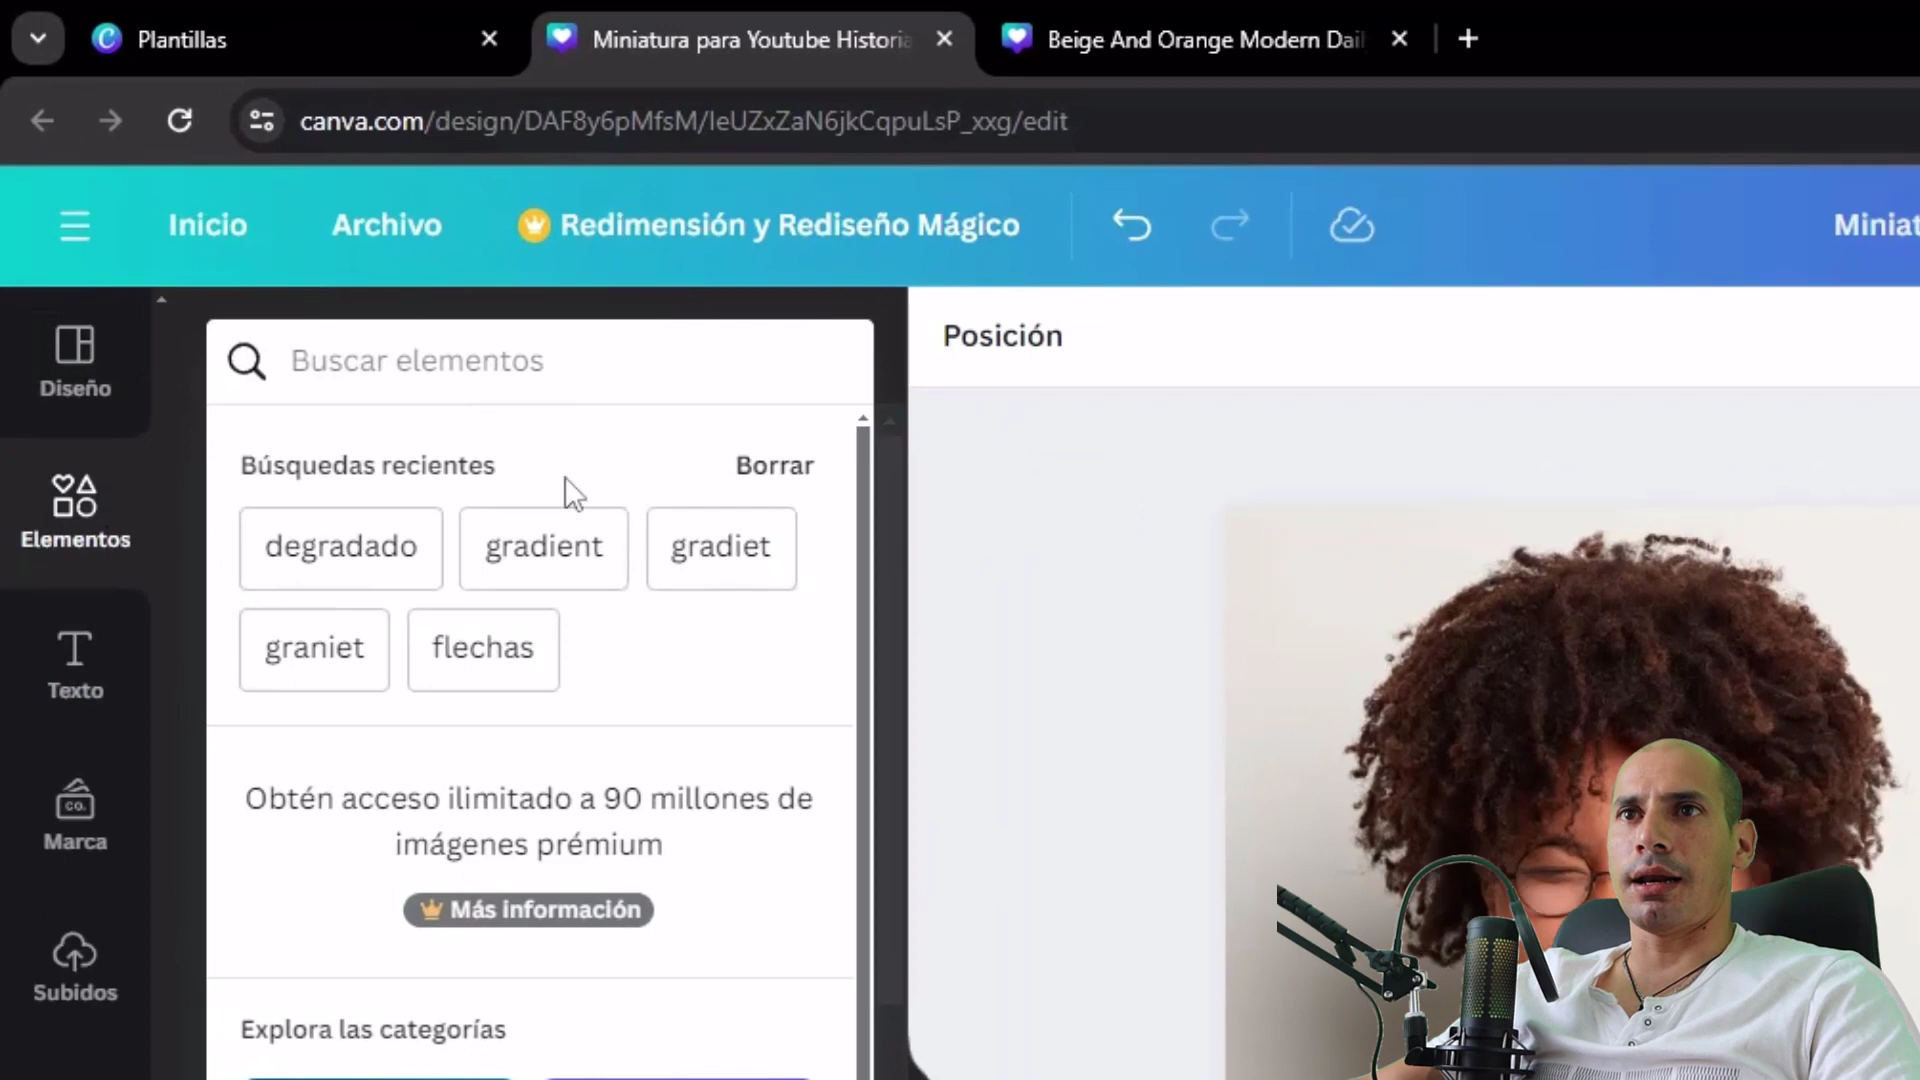 Plantillas
Miniatura para Youtube Historia
Beige And Orange Modern Dail
canva.com/design/DAF8y6pMfsM/IeUZxZaN6jkCqpuLsP_xxg/edit
Inicio
Archivo
Redimensión y Rediseño Mágico
Miniat
Diseño
Buscar elementos
Posición
Búsquedas recientes
Borrar
Elementos
degradado
gradient
gradiet
graniet
flechas
Texto
Obtén acceso ilimitado a 90 millones de
imágenes prémium
CO.
Marca
Más información
Subidos
Explora las categorías